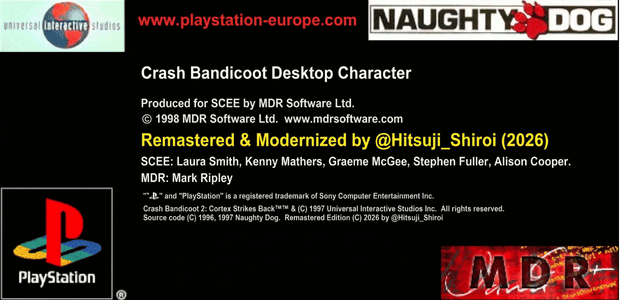 universal interactive studios
www.playstation-europe.com
NAUGHTY DOG
Crash Bandicoot Desktop Character
Produced for SCEE by MDR Software Ltd.
© 1998 MDR Software Ltd. www.mdrsoftware.com
Remastered & Modernized by @Hitsuji_Shiroi (2026)
SCEE: Laura Smith, Kenny Mathers, Graeme McGee, Stephen Fuller, Alison Cooper.
MDR: Mark Ripley
" " and "PlayStation" is a registered trademark of Sony Computer Entertainment Inc.
Crash Bandicoot 2: Cortex Strikes Back™™ & (C) 1997 Universal Interactive Studios Inc. All rights reserved.
Source code (C) 1996, 1997 Naughty Dog. Remastered Edition (C) 2026 by @Hitsuji_Shiroi
PlayStation
®
MDR